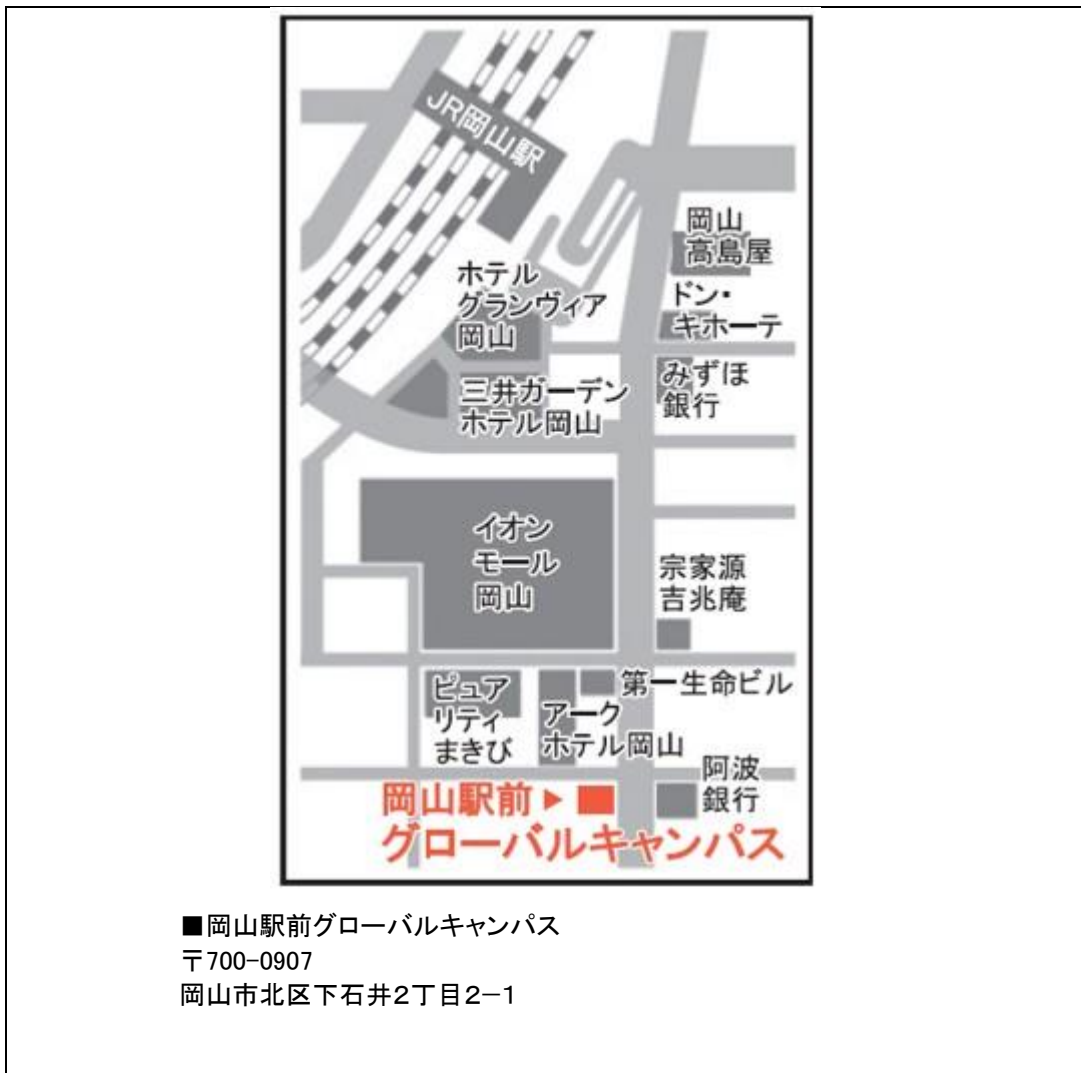 JR岡山駅
岡山
高島屋
ホテル
グランヴィア
岡山
ドン・
キホーテ
三井ガーデン
ホテル岡山
みずほ
銀行
イオン
モール
岡山
宗家源
吉兆庵
ピュア
リティ
まきび
アーク
ホテル岡山
第一生命ビル
阿波
銀行
岡山駅前▶
グローバルキャンパス
■岡山駅前グローバルキャンパス
〒700-0907
岡山市北区下石井2丁目2－1